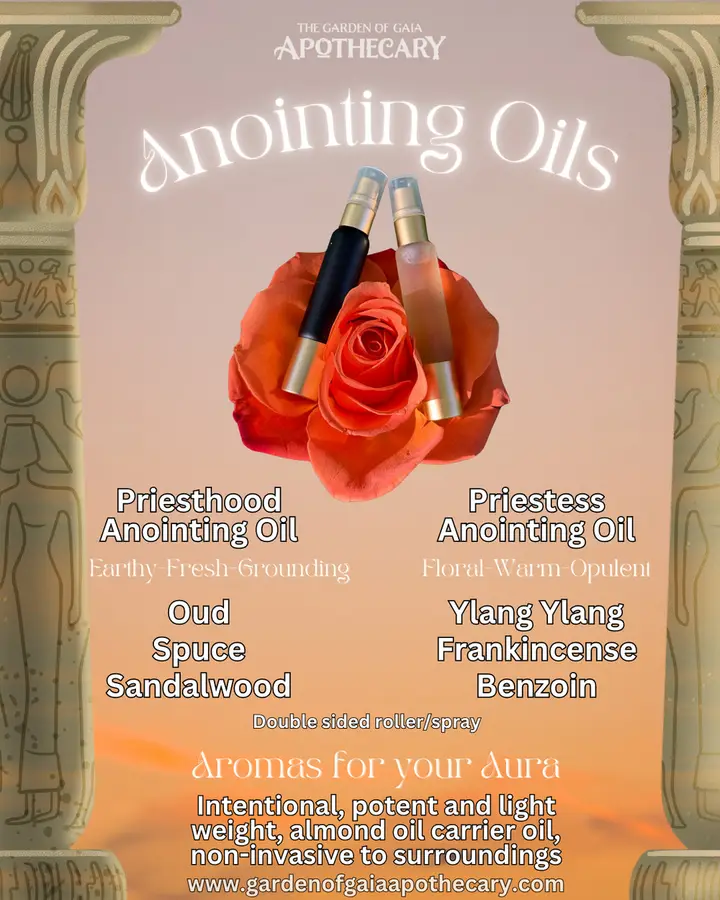 THE GARDEN OF GAIA
APOTHECARY
Anointing Oils
Priesthood
Anointing Oil
Earthy-Fresh-Grounding
Oud
Spuce
Sandalwood
Priestess
Anointing Oil
Floral-Warm-Opulent
Ylang Ylang
Frankincense
Benzoin
Double sided roller/spray
Aromas for your Aura
Intentional, potent and light
weight, almond oil carrier oil,
non-invasive to surroundings
www.gardenofgaiaapothecary.com